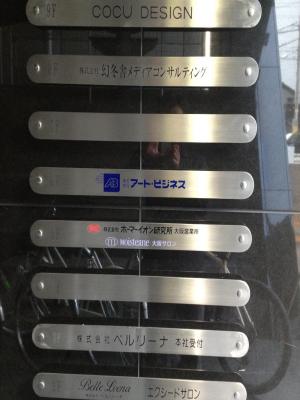 9F COCU DESIGN
株式会社 幻冬舎メディアコンサルティング
アート・ビジネス
株式会社 ホーマーイオン研究所 大阪営業所
Moisteane 大阪サロン
株式会社 ベルリーナ 本社受付
Belle Leena エクシードサロン